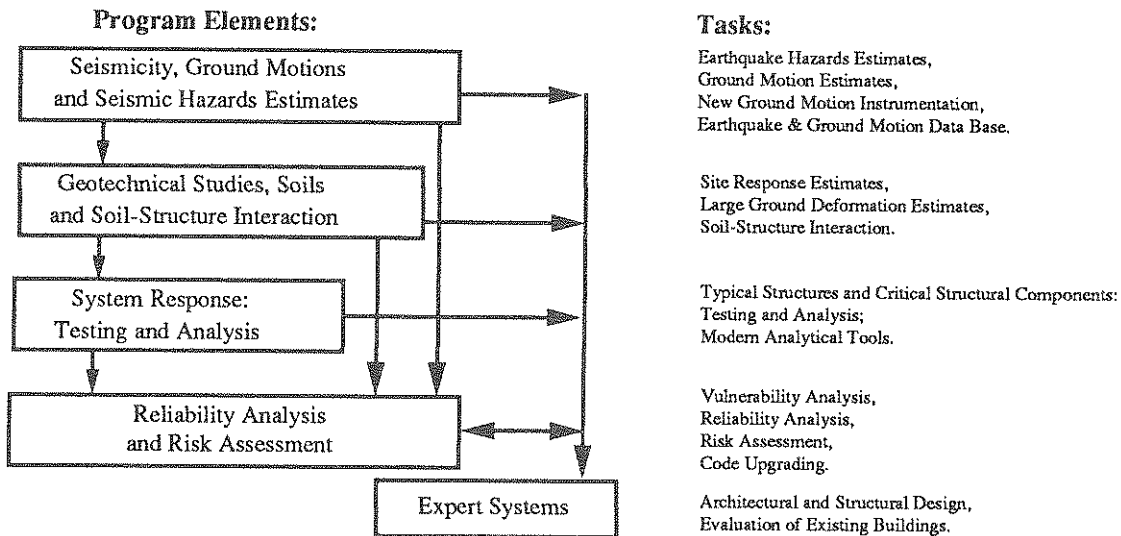 Program Elements:
Seismicity, Ground Motions
and Seismic Hazards Estimates
Geotechnical Studies, Soils
and Soil-Structure Interaction
System Response:
Testing and Analysis
Reliability Analysis
and Risk Assessment
Expert Systems
Tasks:
Earthquake Hazards Estimates,
Ground Motion Estimates,
New Ground Motion Instrumentation,
Earthquake & Ground Motion Data Base.
Site Response Estimates,
Large Ground Deformation Estimates,
Soil-Structure Interaction.
Typical Structures and Critical Structural Components:
Testing and Analysis;
Modern Analytical Tools.
Vulnerability Analysis,
Reliability Analysis,
Risk Assessment,
Code Upgrading.
Architectural and Structural Design,
Evaluation of Existing Buildings.